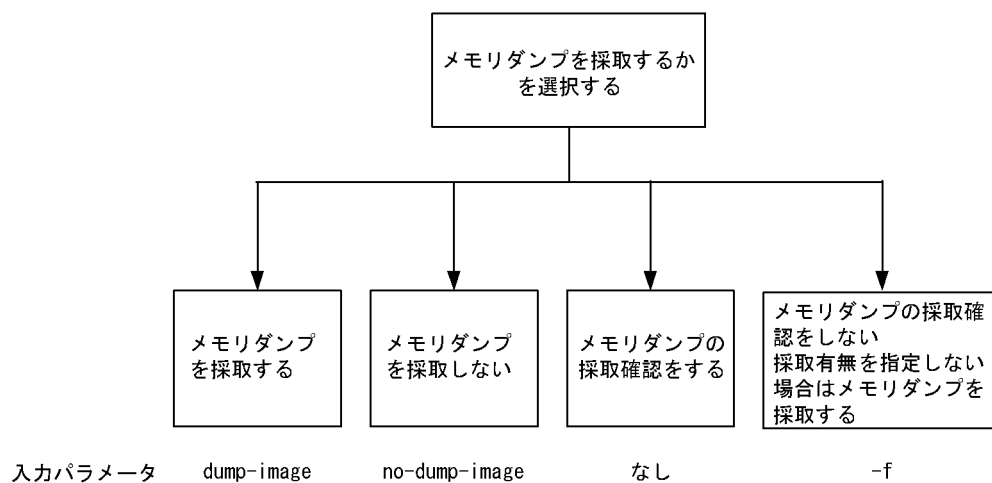 メモリダンプを採取するか
を選択する
メモリダンプ
を採取する
メモリダンプ
を採取しない
メモリダンプの
採取確認をする
メモリダンプの採取確
認をしない
採取有無を指定しない
場合はメモリダンプを
採取する
入力パラメータ dump-image no-dump-image なし -f